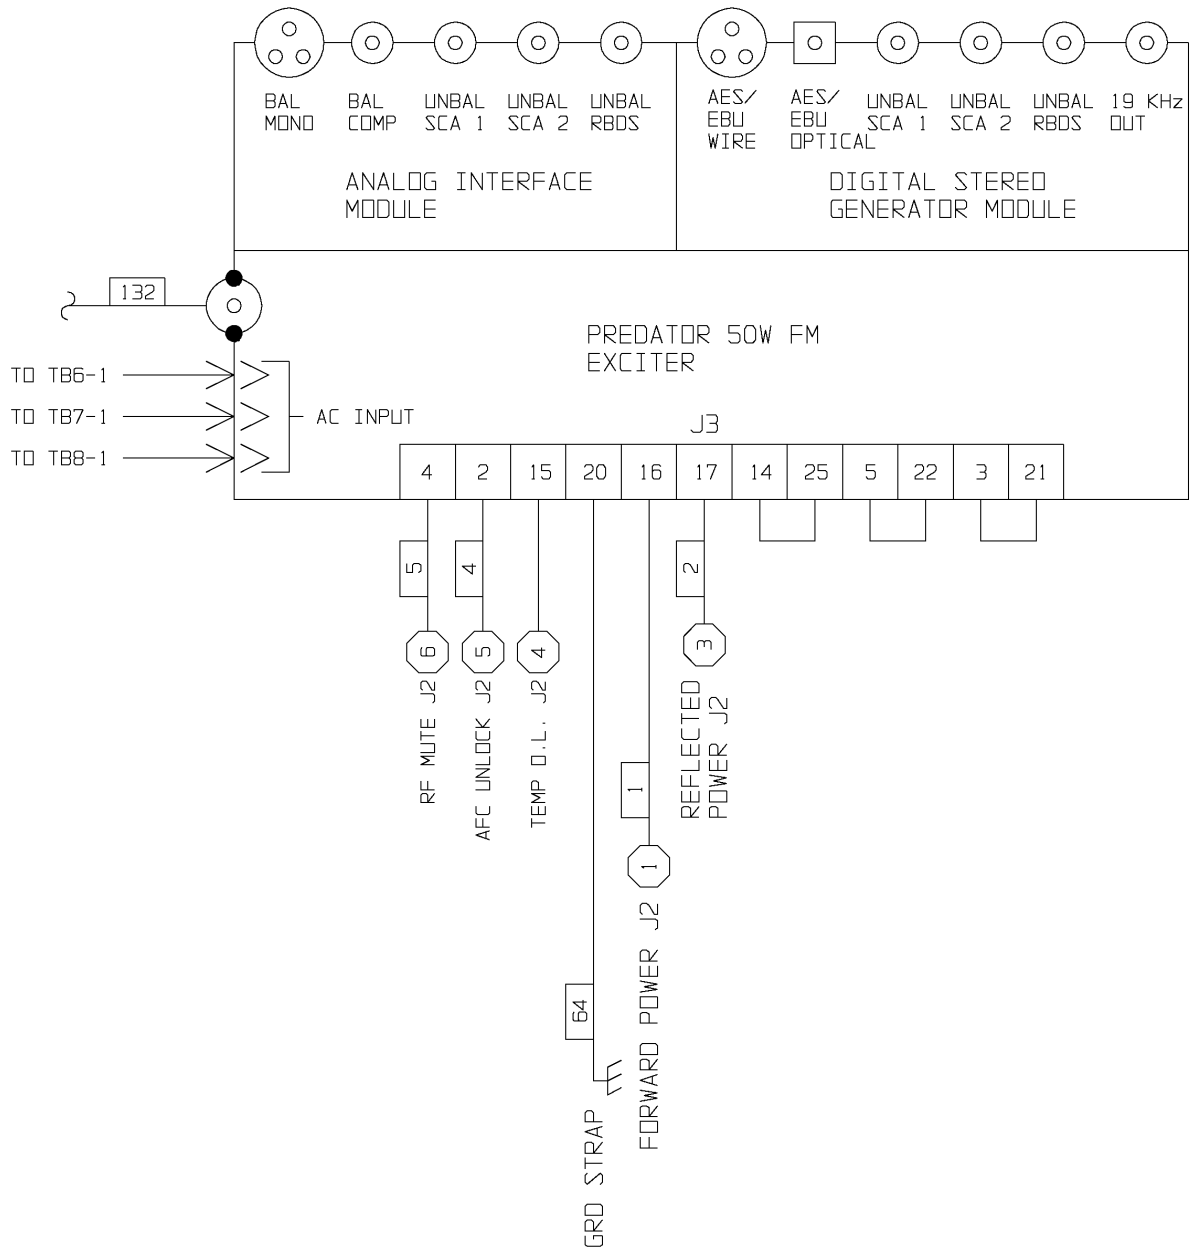 BAL
MONO
BAL
COMP
UNBAL
SCA 1
UNBAL
SCA 2
UNBAL
RBDS
AES/
EBU
WIRE
AES/
EBU
OPTICAL
UNBAL
SCA 1
UNBAL
SCA 2
UNBAL
RBDS
19 KHz
OUT
ANALOG INTERFACE
MODULE
DIGITAL STEREO
GENERATOR MODULE
132
PREDATOR 50W FM
EXCITER
TO TB6-1
TO TB7-1
TO TB8-1
AC INPUT
J3
4 2 15 20 16 17 14 25 5 22 3 21
5
4
2
6
5
4
3
RF MUTE J2
AFC UNLOCK J2
TEMP O.L. J2
REFLECTED
POWER J2
1
1
FORWARD POWER J2
64
GRD STRAP